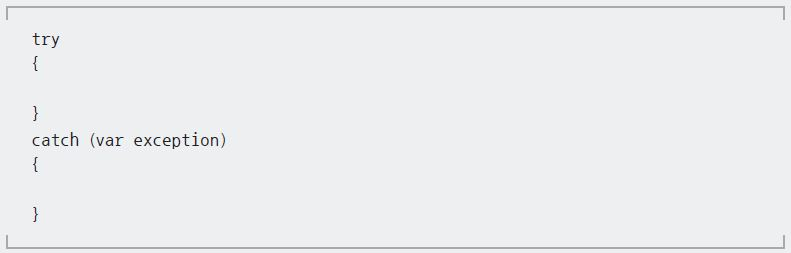 try
{
}
catch (var exception)
{
}